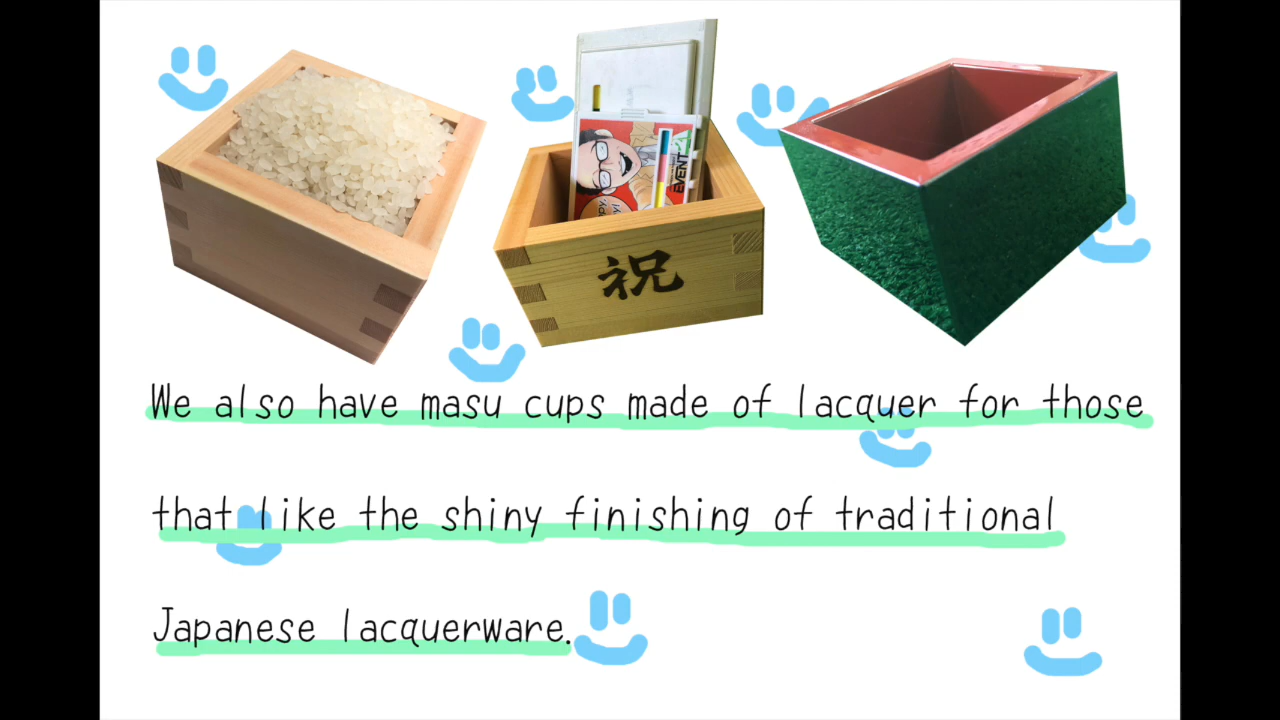 EVENT
祝
We also have masu cups made of lacquer for those
that like the shiny finishing of traditional
Japanese lacquerware.